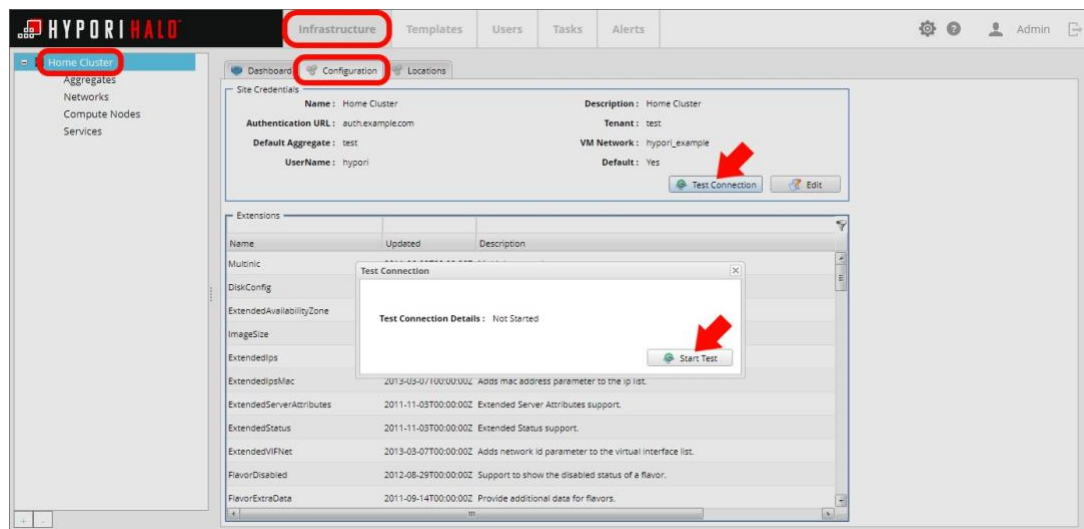 HYPORI HALO
Infrastructure Templates Users Tasks Alerts
Admin
Home Cluster
Aggregates
Networks
Compute Nodes
Services
Dashboard Configuration Locations
Site Credentials
Name : Home Cluster Description : Home Cluster
Authentication URL : auth.example.com Tenant : test
Default Aggregate : test VM Network : hypori_example
UserName : hypori Default : Yes
Test Connection Edit
Extensions
Name Updated Description
Multinic
DiskConfig
ExtendedAvailabilityZone
ImageSize
ExtendedIps
Test Connection
Test Connection Details : Not Started
Start Test
ExtendedIpsMac 2013-03-07T00:00:00Z Adds mac address parameter to the ip list.
ExtendedServerAttributes 2011-11-03T00:00:00Z Extended Server Attributes support.
ExtendedStatus 2011-11-03T00:00:00Z Extended Status support.
ExtendedVIFNet 2013-03-07T00:00:00Z Adds network id parameter to the virtual interface list.
FlavorDisabled 2012-08-29T00:00:00Z Support to show the disabled status of a flavor.
FlavorExtraData 2011-09-14T00:00:00Z Provide additional data for flavors.